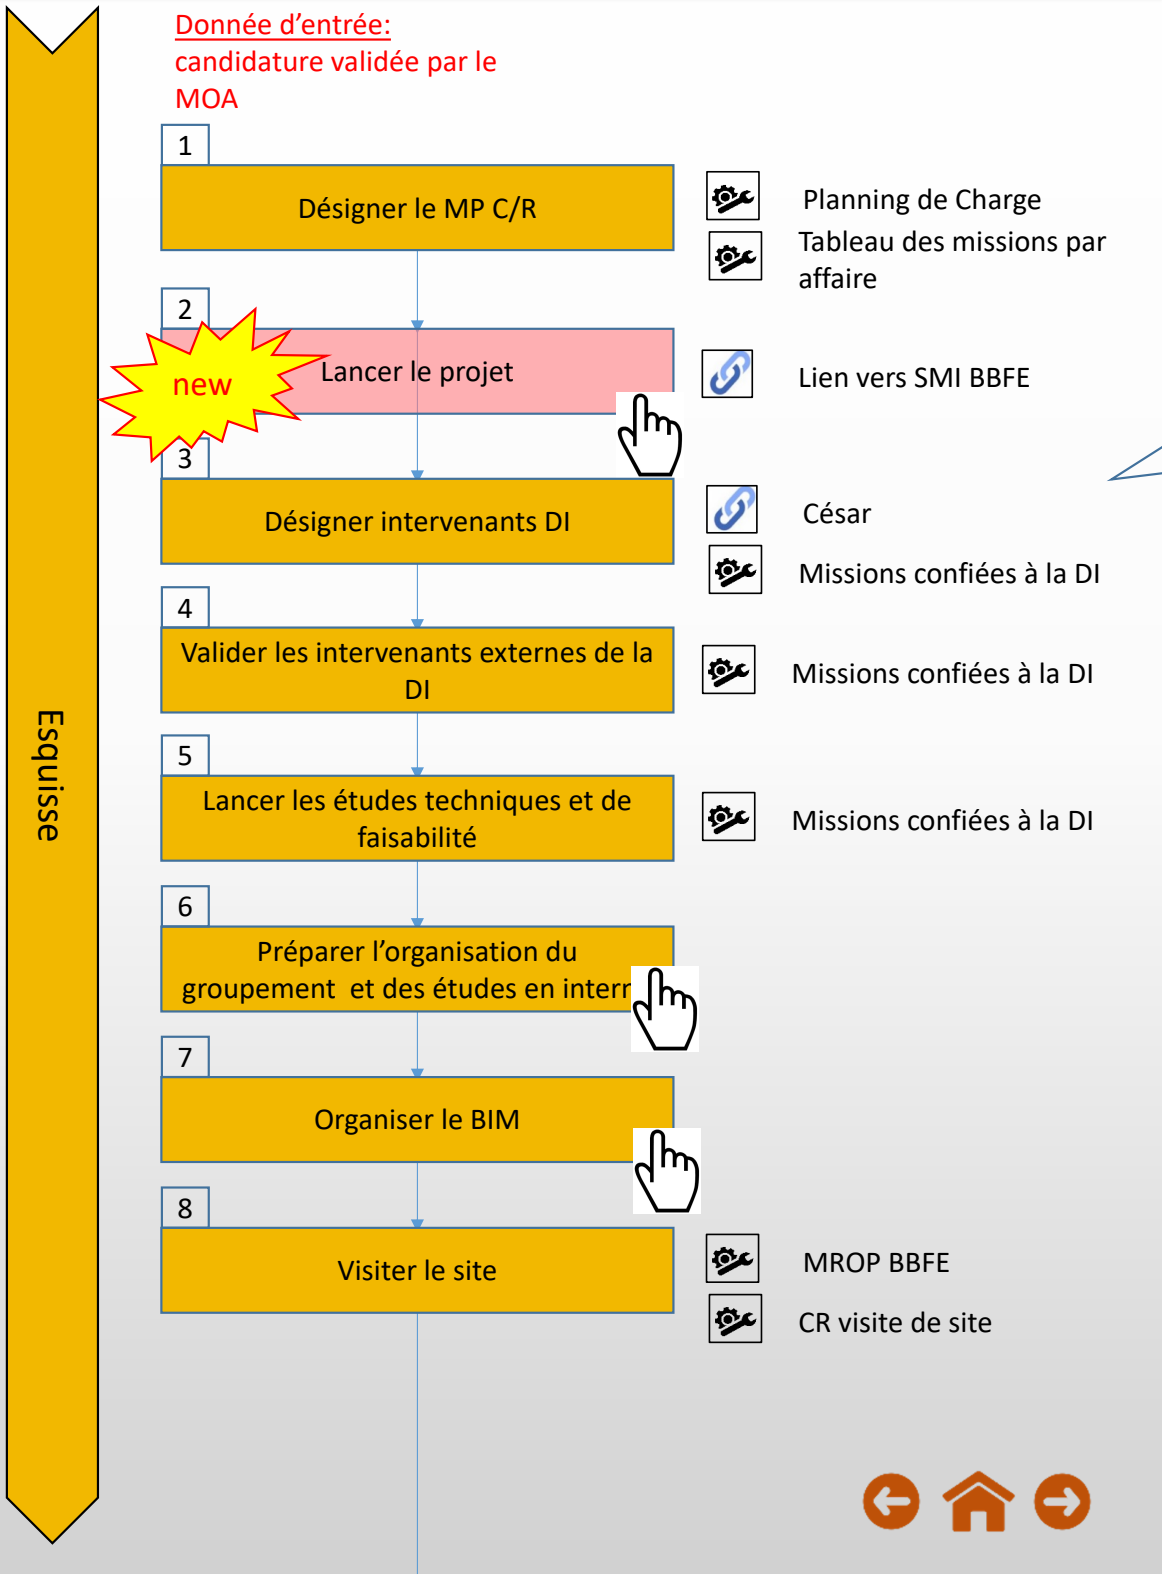 Donnée d'entrée:
candidature validée par le
MOA
1
Désigner le MP C/R
Planning de Charge
Tableau des missions par
affaire
2
new
Lancer le projet
Lien vers SMI BBFE
3
Désigner intervenants DI
César
Missions confiées à la DI
4
Valider les intervenants externes de la
DI
Missions confiées à la DI
5
Lancer les études techniques et de
faisabilité
Missions confiées à la DI
Esquisse
6
Préparer l'organisation du
groupement et des études en
7
Organiser le BIM
8
Visiter le site
MROP BBFE
CR visite de site